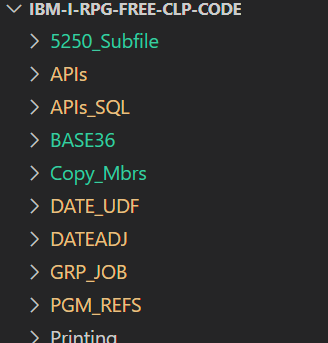 IBM-I-RPG-FREE-CLP-CODE
5250_Subfile
APIs
APIs_SQL
BASE36
Copy_Mbrs
DATE_UDF
DATEADJ
GRP_JOB
PGM_REFS
Printing